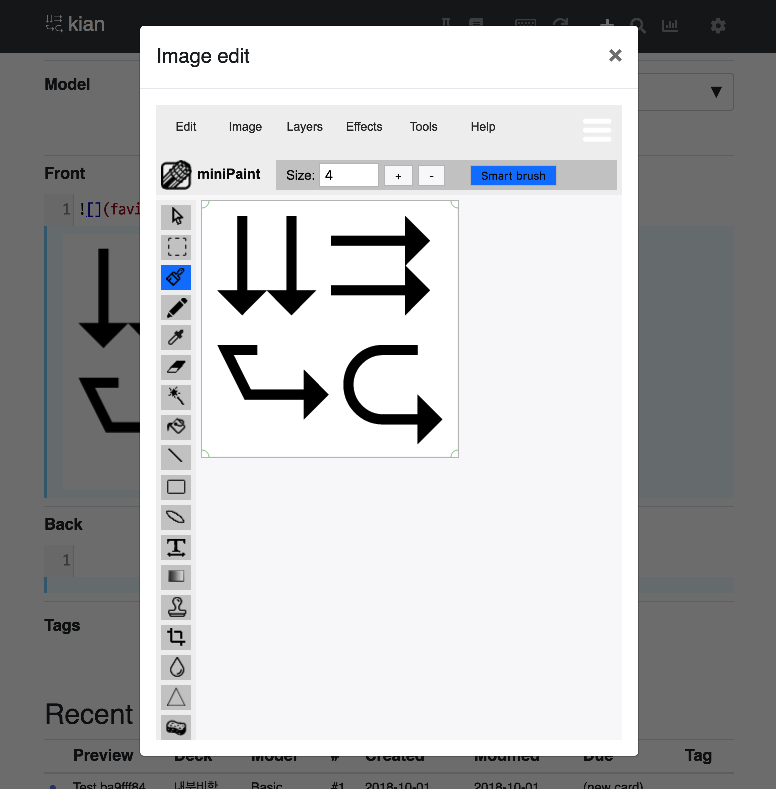 kian
Image edit ×
Model
Edit Image Layers Effects Tools Help
miniPaint Size: 4 + - Smart brush
Front
1 ![](favi
Back
1
Tags
Recent
Preview Deck Model # Created Modified Due Tag
Test ba9fff84 내분비학 Basic #1 2018-10-01 2018-10-01 (new card)